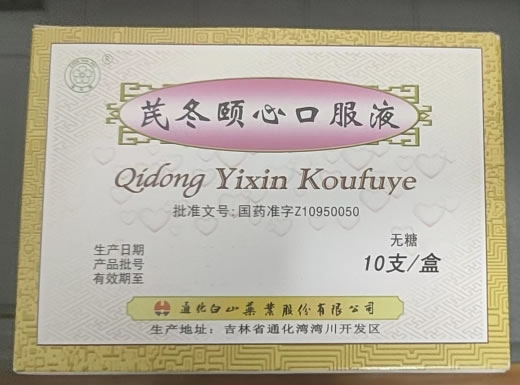 芪冬颐心口服液
Qidong Yixin Koufuye
批准文号:国药准字Z10950050
无糖
10支/盒
生产日期
产品批号
有效期至
通化白山药业股份有限公司
生产地址:吉林省通化湾湾川开发区